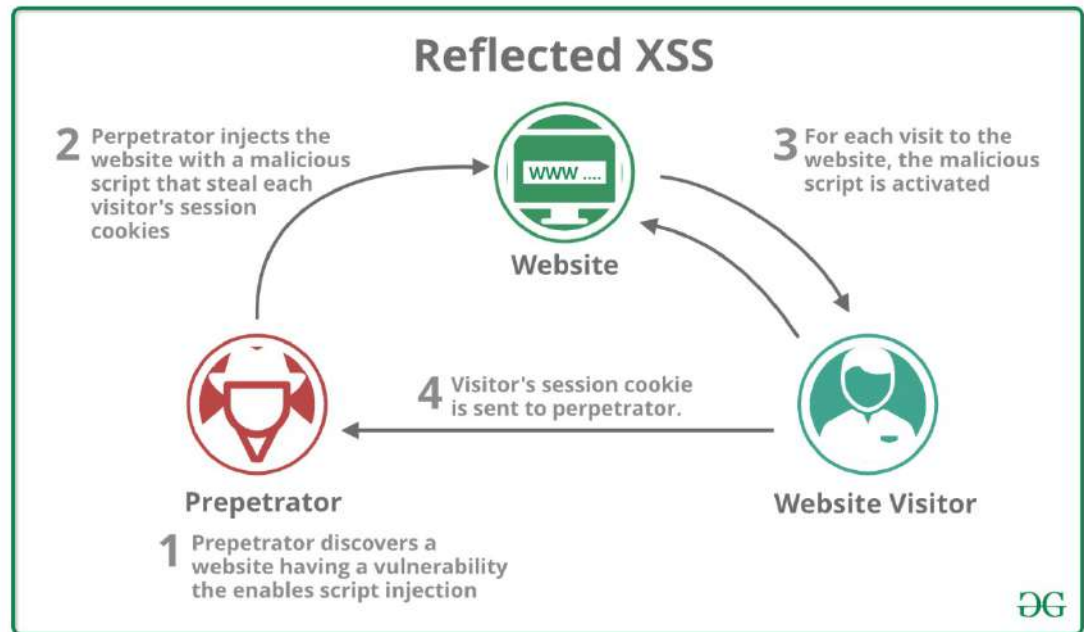 Reflected XSS
2 Perpetrator injects the
website with a malicious
script that steal each
visitor's session
cookies
WWW ....
Website
3 For each visit to the
website, the malicious
script is activated
4 Visitor's session cookie
is sent to perpetrator.
Prepetrator
1 Prepetrator discovers a
website having a vulnerability
the enables script injection
Website Visitor
GG